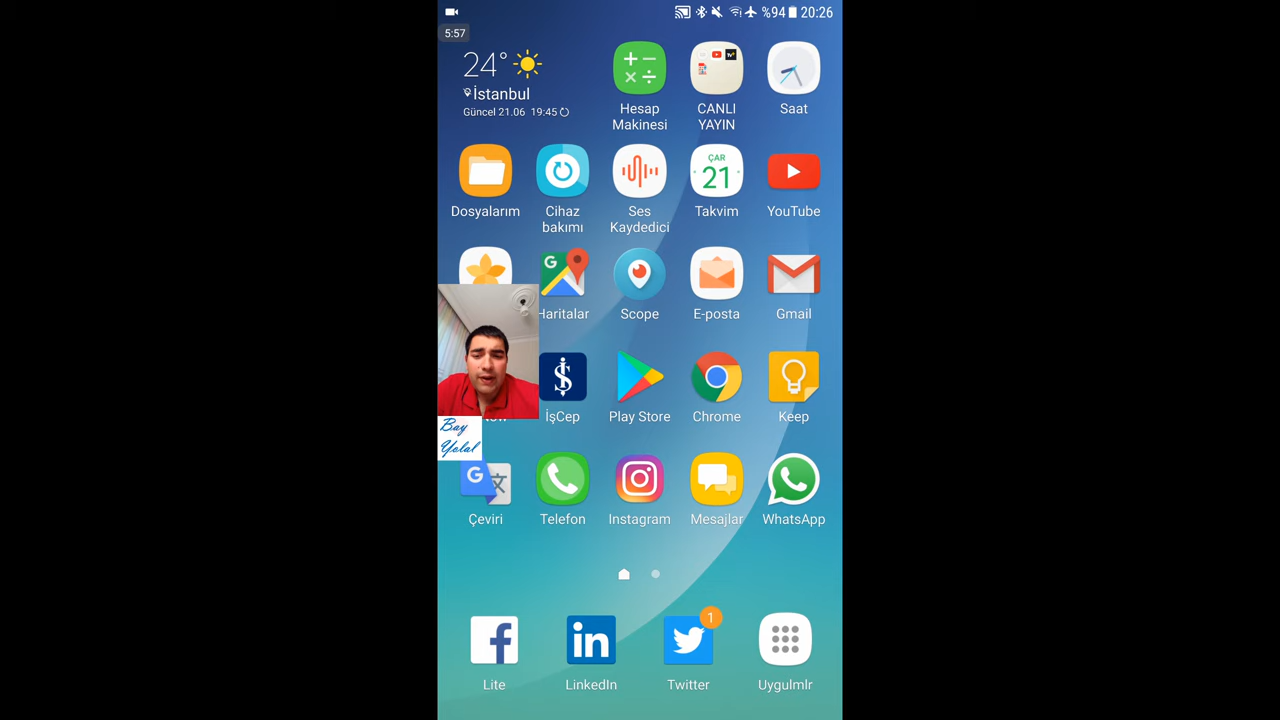 %94 20:26
5:57
24°
İstanbul
Güncel 21.06 19:45
Hesap
Makinesi
CANLI
YAYIN
Saat
ÇAR
21
Dosyalarım
Cihaz
bakımı
Ses
Kaydedici
Takvim
YouTube
G
Haritalar
Scope
E-posta
Gmail
İşCep
Play Store
Chrome
Keep
Bay
Yolal
G
Çeviri
Telefon
Instagram
Mesajlar
WhatsApp
1
f
in
Lite
LinkedIn
Twitter
Uygulmlr